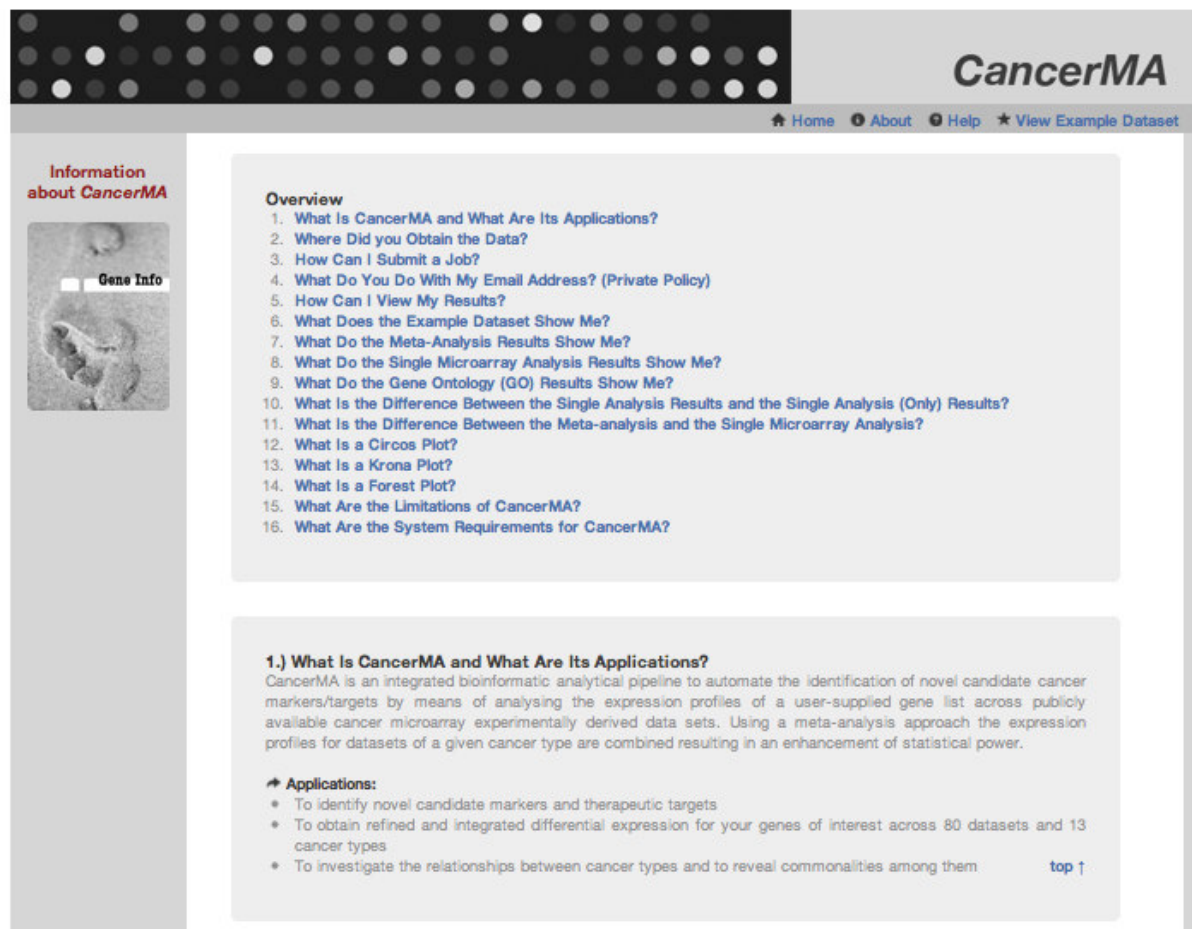 CancerMA
Home About Help View Example Dataset
Information
about CancerMA
Gene Info
Overview
1. What Is CancerMA and What Are Its Applications?
2. Where Did you Obtain the Data?
3. How Can I Submit a Job?
4. What Do You Do With My Email Address? (Private Policy)
5. How Can I View My Results?
6. What Does the Example Dataset Show Me?
7. What Do the Meta-Analysis Results Show Me?
8. What Do the Single Microarray Analysis Results Show Me?
9. What Do the Gene Ontology (GO) Results Show Me?
10. What Is the Difference Between the Single Analysis Results and the Single Analysis (Only) Results?
11. What Is the Difference Between the Meta-analysis and the Single Microarray Analysis?
12. What Is a Circos Plot?
13. What Is a Krona Plot?
14. What Is a Forest Plot?
15. What Are the Limitations of CancerMA?
16. What Are the System Requirements for CancerMA?
1.) What Is CancerMA and What Are Its Applications?
CancerMA is an integrated bioinformatic analytical pipeline to automate the identification of novel candidate cancer
markers/targets by means of analysing the expression profiles of a user-supplied gene list across publicly
available cancer microarray experimentally derived data sets. Using a meta-analysis approach the expression
profiles for datasets of a given cancer type are combined resulting in an enhancement of statistical power.
Applications:
• To identify novel candidate markers and therapeutic targets
• To obtain refined and integrated differential expression for your genes of interest across 80 datasets and 13
cancer types
• To investigate the relationships between cancer types and to reveal commonalities among them top ↑